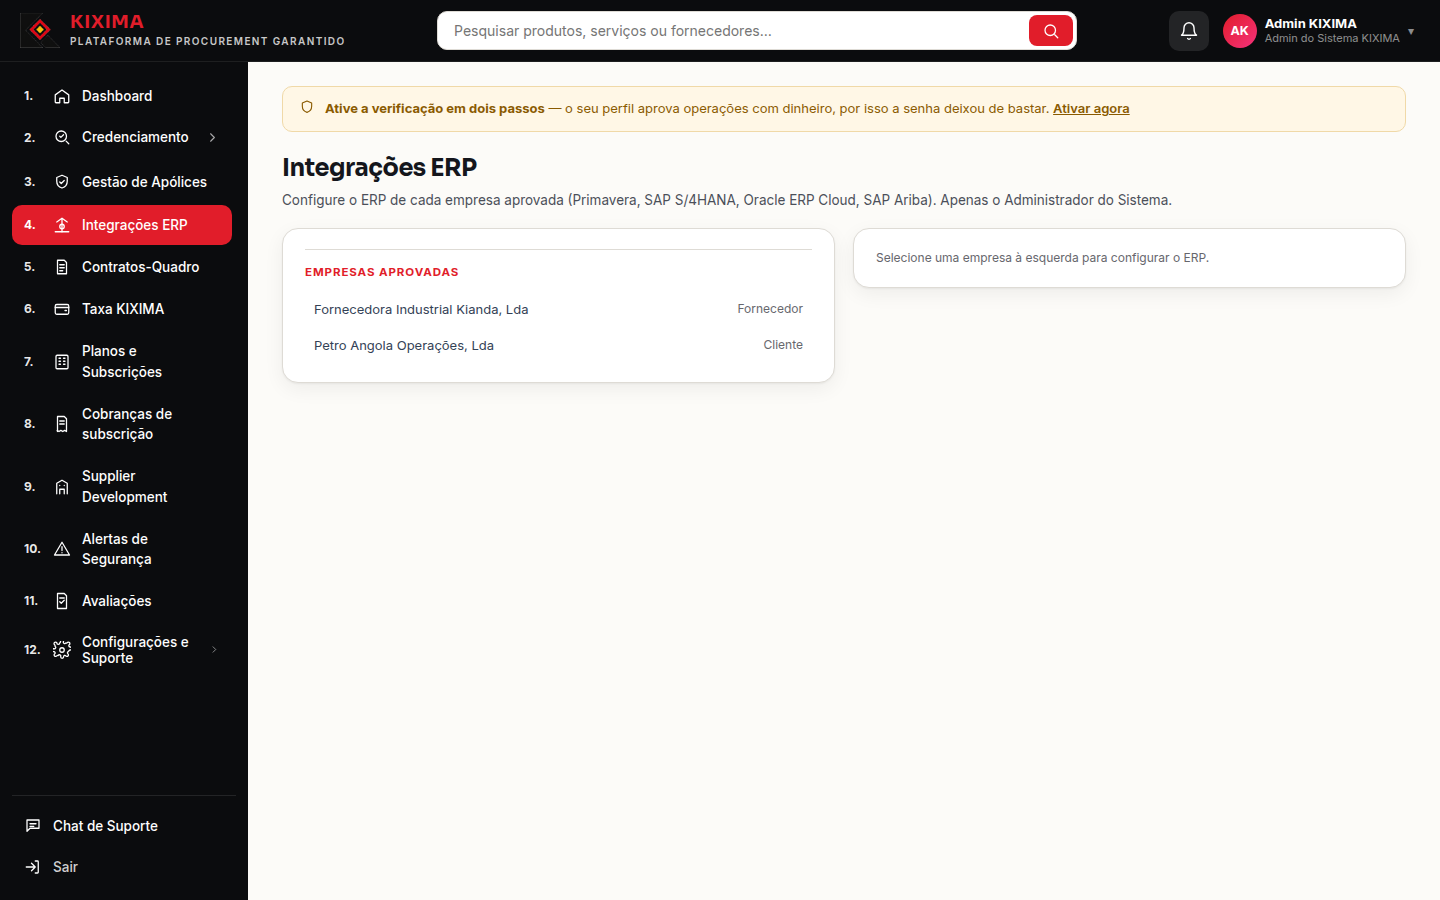 KIXIMA
PLATAFORMA DE PROCUREMENT GARANTIDO
Pesquisar produtos, serviços ou fornecedores...
AK
Admin KIXIMA
Admin do Sistema KIXIMA
1. Dashboard
2. Credenciamento
3. Gestão de Apólices
4. Integrações ERP
5. Contratos-Quadro
6. Taxa KIXIMA
7. Planos e
Subscrições
8. Cobranças de
subscrição
9. Supplier
Development
10. Alertas de
Segurança
11. Avaliações
12. Configurações e
Suporte
Chat de Suporte
Sair
Ative a verificação em dois passos — o seu perfil aprova operações com dinheiro, por isso a senha deixou de bastar. Ativar agora
Integrações ERP
Configure o ERP de cada empresa aprovada (Primavera, SAP S/4HANA, Oracle ERP Cloud, SAP Ariba). Apenas o Administrador do Sistema.
EMPRESAS APROVADAS
Fornecedora Industrial Kianda, Lda Fornecedor
Petro Angola Operações, Lda Cliente
Selecione uma empresa à esquerda para configurar o ERP.